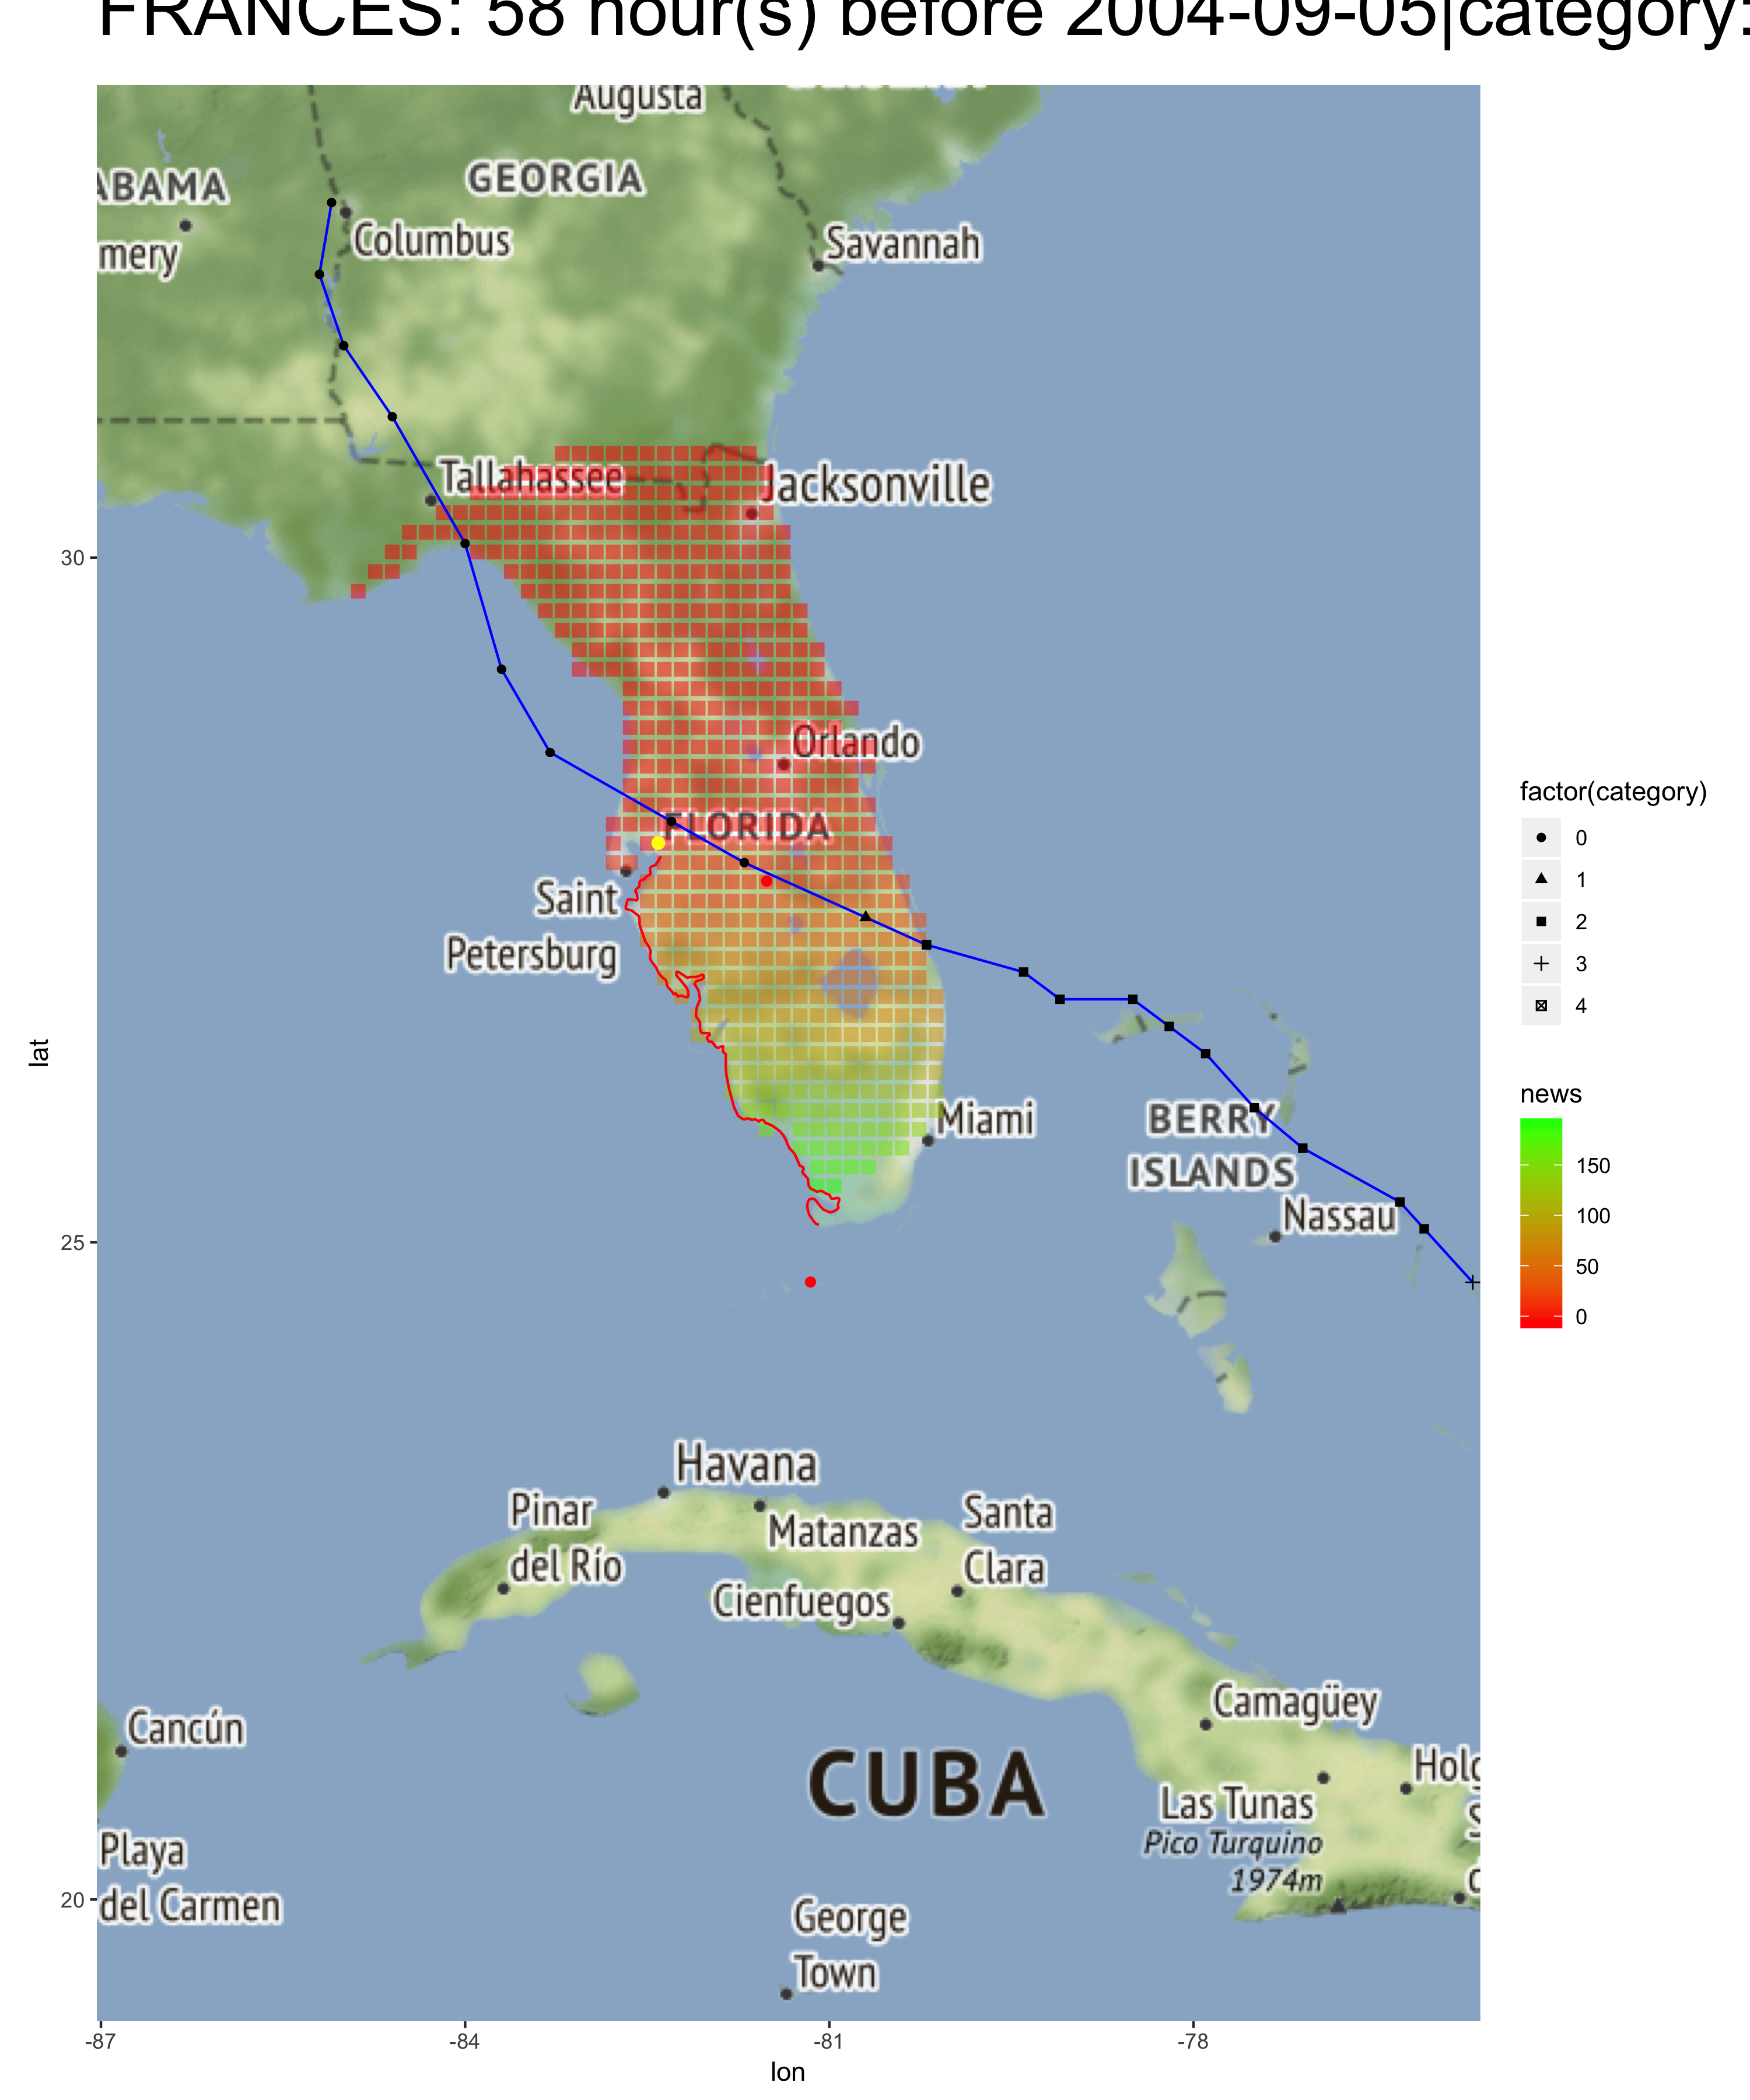 FRANCES: 58 hour(s) before 2004-09-05|category:
Augusta
ABAMA
GEORGIA
mery
Columbus
Savannah
Tallahassee
Jacksonville
30
Orlando
FLORIDA
Saint
Petersburg
Miami
BERRY
ISLANDS
Nassau
25
Havana
Pinar
del Río
Matanzas
Santa
Clara
Cienfuegos
Camagüey
Cancún
CUBA
Holg
Las Tunas
Pico Turquino
1974m
Playa
del Carmen
20
George
Town
-87
-84
-81
-78
lon
lat
factor(category)
0
1
2
3
4
news
150
100
50
0